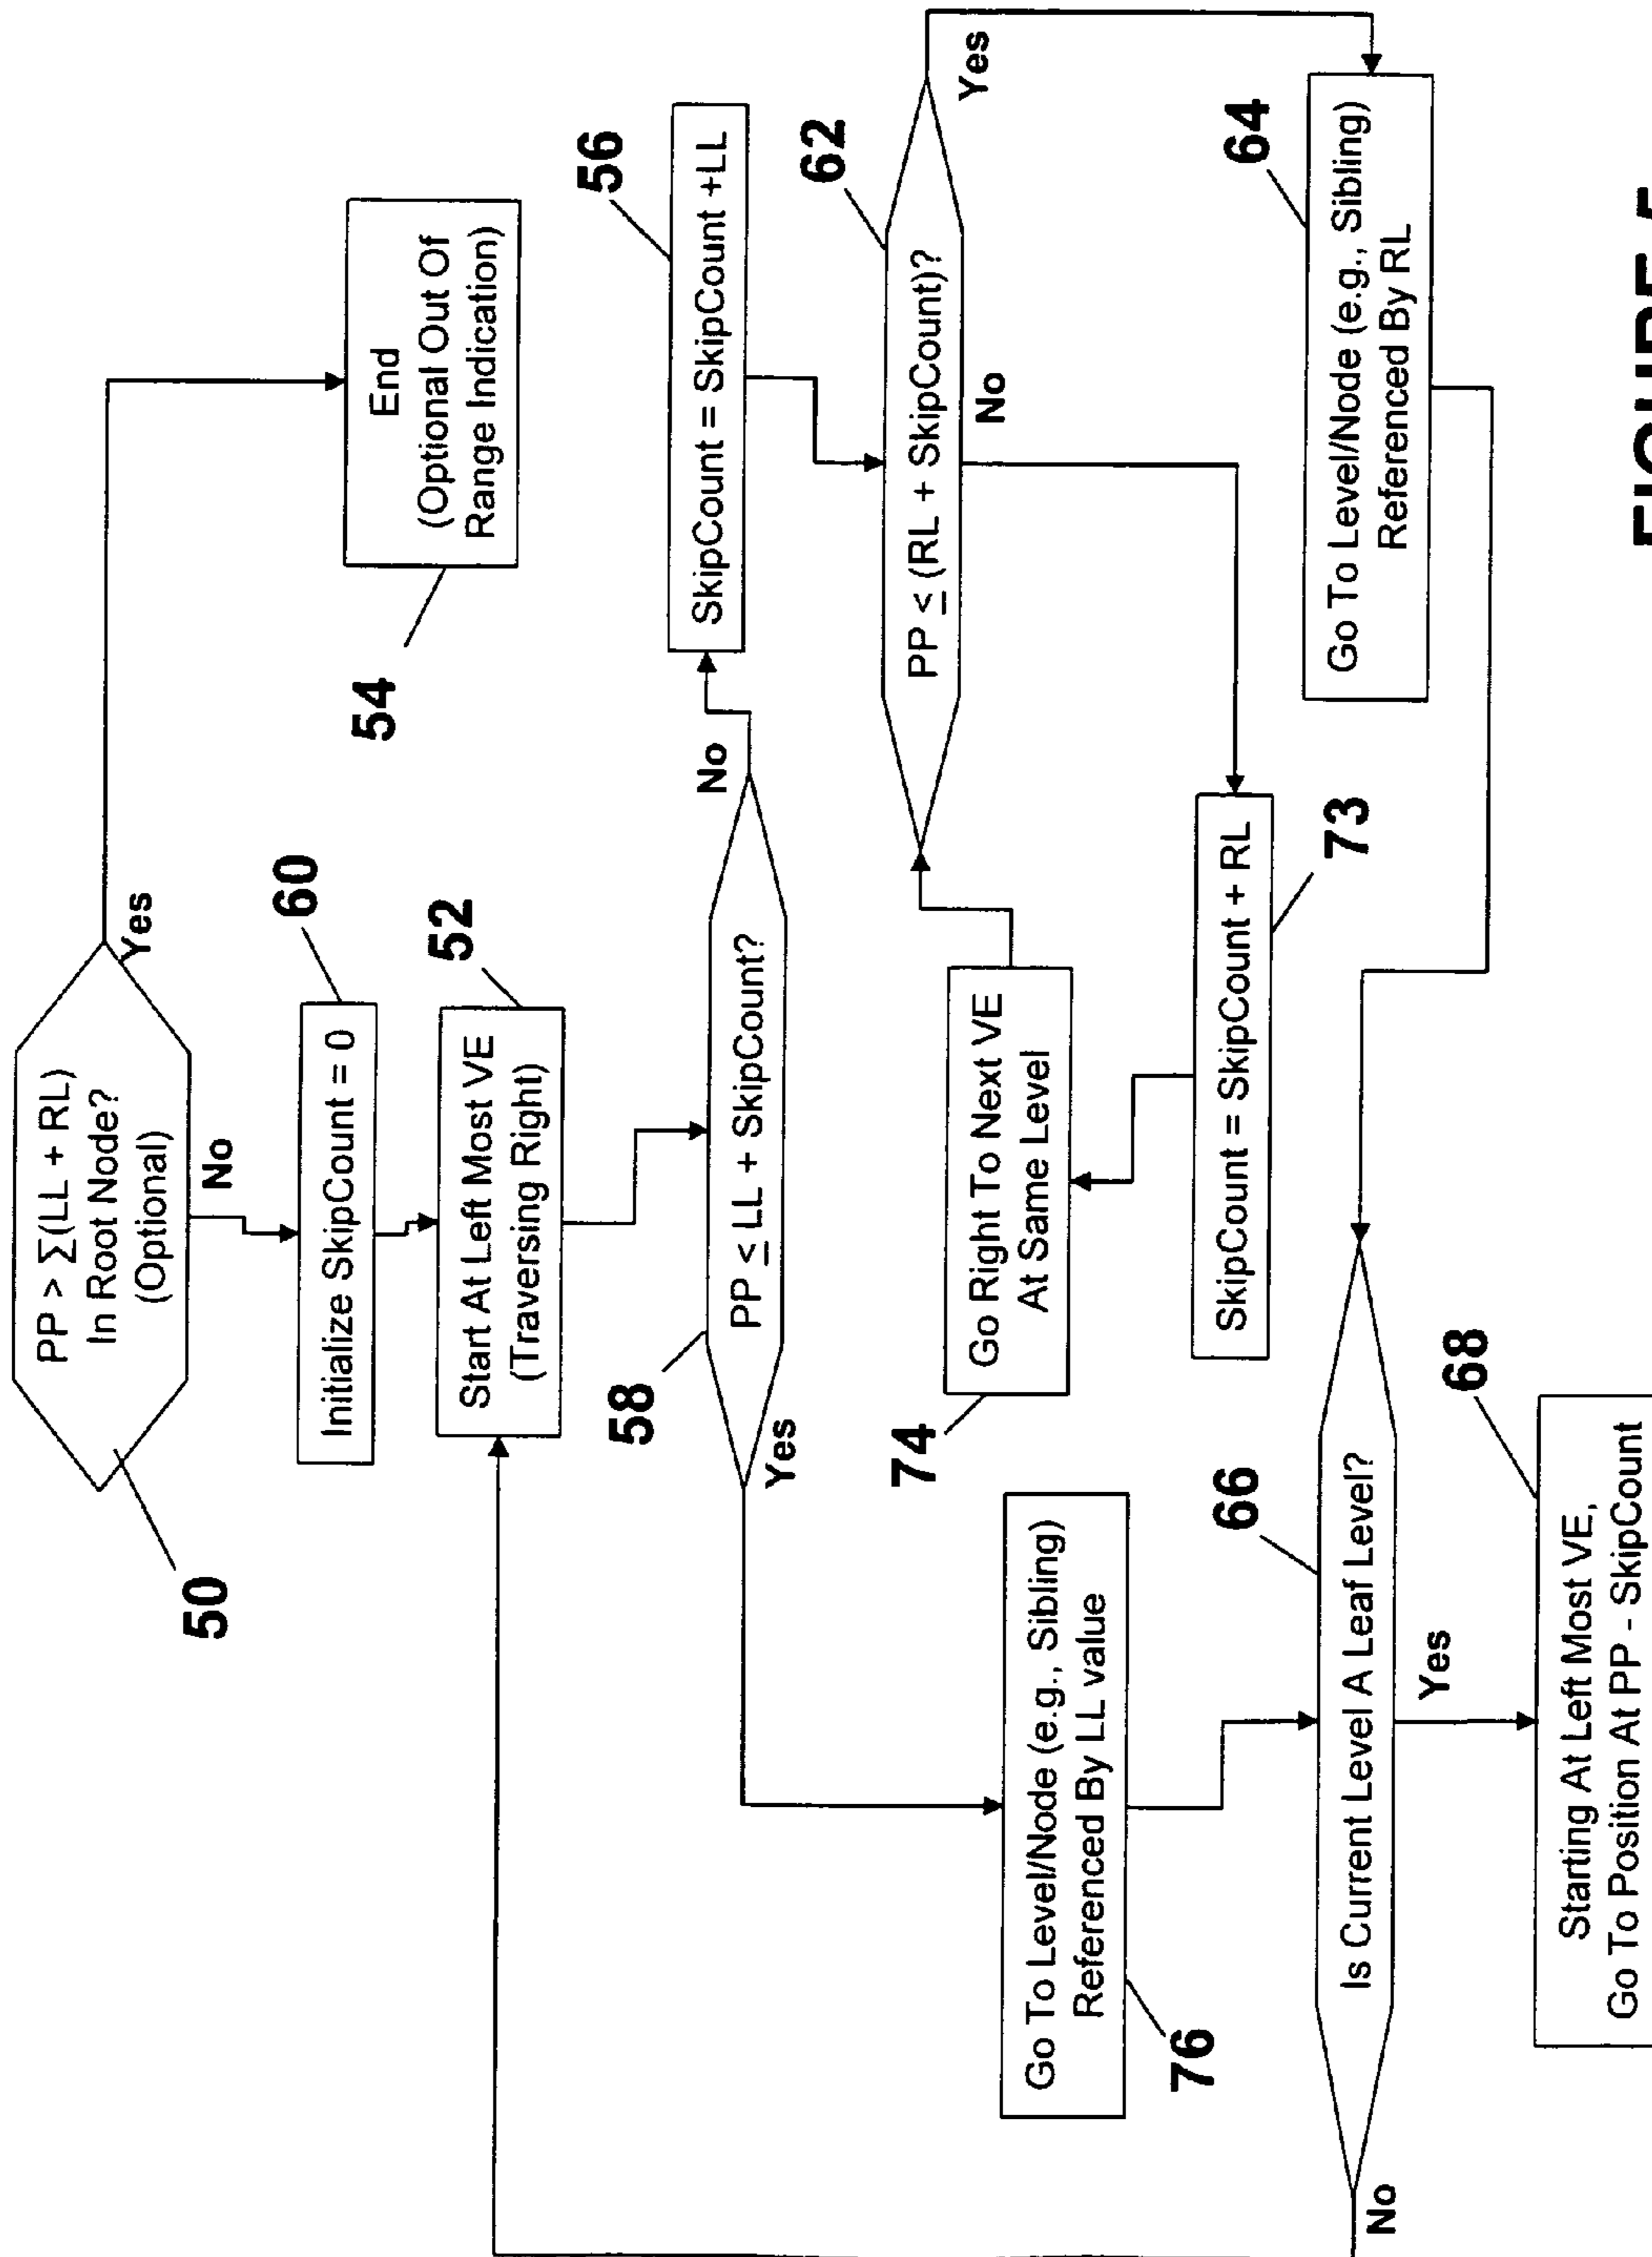 PP > Σ(LL + RL)
In Root Node?
(Optional)
50
Yes
No
End
(Optional Out Of
Range Indication)
54
Initialize SkipCount = 0
60
Start At Left Most VE
(Traversing Right)
52
PP ≤ LL + SkipCount?
58
No
Yes
SkipCount = SkipCount +LL
56
PP ≤ (RL + SkipCount)?
62
Yes
No
Go To Level/Node (e.g., Sibling)
Referenced By RL
64
SkipCount = SkipCount + RL
73
Go Right To Next VE
At Same Level
74
Go To Level/Node (e.g., Sibling)
Referenced By LL value
76
Is Current Level A Leaf Level?
66
No
Yes
Starting At Left Most VE,
Go To Position At PP - SkipCount
68
FIGURE 5